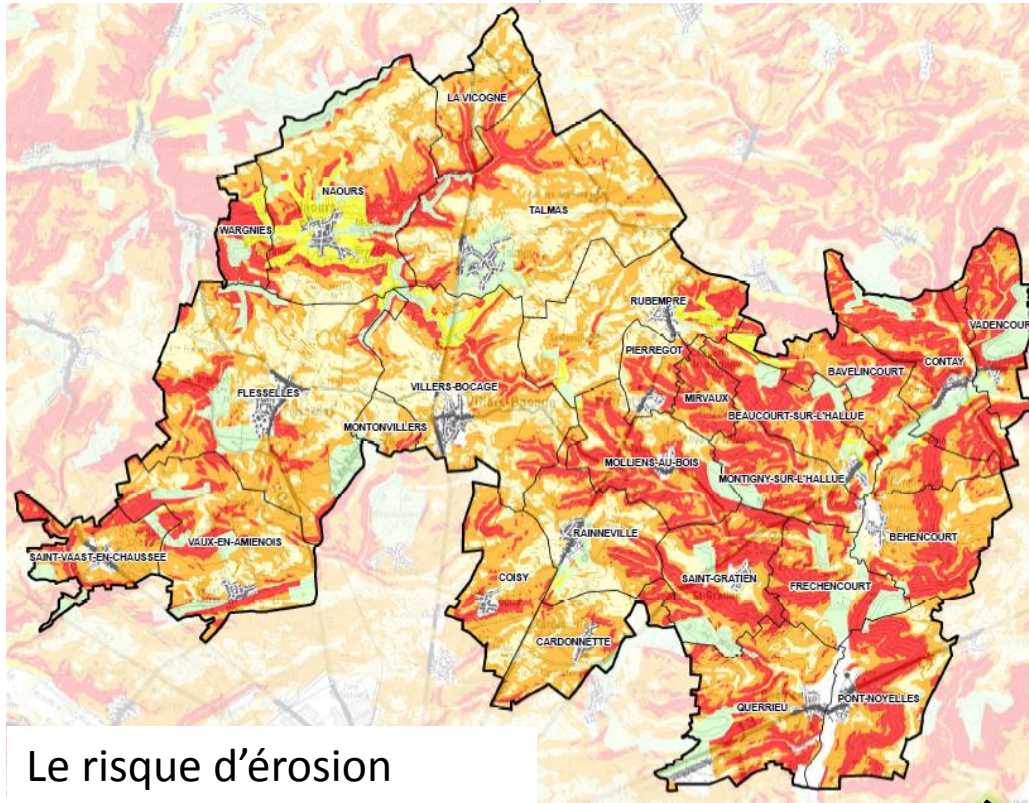 LA VICOGNE
NAOURS
WARGNIES
TALMAS
RUBEMPRE
VADENCOUR
PIERREGOT
CONTAY
BAVELINCOURT
FLESSELLES
VILLERS-BOCAGE
MIRVAUX
BEAUCOURT-SUR-L'HALLUE
MONTONVILLERS
MOLLIENS-AU-BOIS
MONTIGNY-SUR-L'HALLUE
RAINNEVILLE
BEHENCOURT
VAUX-EN-AMIENOIS
SAINT-VAAST-EN-CHAUSSEE
COISY
SAINT-GRATIEN
FRECHENCOURT
CARDONNETTE
PONT-NOYELLES
QUERRIEU
Le risque d'érosion